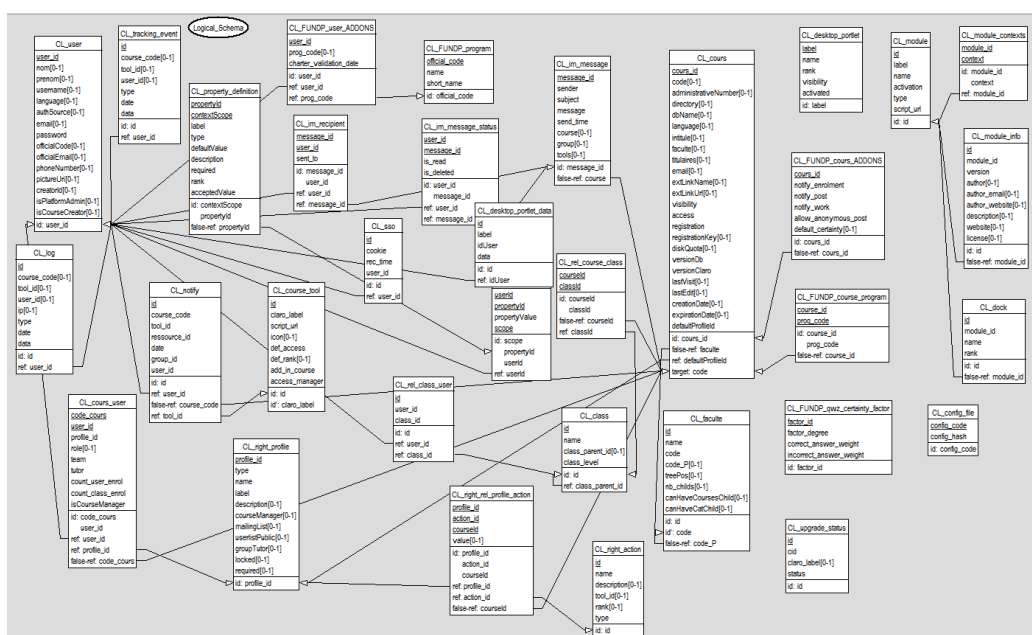 Logical_Schema
CL_user
user_id
nom[0-1]
prenom[0-1]
username[0-1]
language[0-1]
authSource[0-1]
email[0-1]
password
officialCode[0-1]
officialEmail[0-1]
phoneNumber[0-1]
pictureUri[0-1]
creatorId[0-1]
isPlatformAdmin[0-1]
isCourseCreator[0-1]
id: user_id
CL_tracking_event
id
course_code[0-1]
tool_id[0-1]
user_id[0-1]
type
date
data
id: id
ref: user_id
CL_property_definition
propertyId
contextScope
label
type
defaultValue
description
required
rank
acceptedValue
id: contextScope
propertyId
false-ref: propertyId
CL_FUNDP_user_ADDONS
user_id
prog_code[0-1]
charter_validation_date
id: user_id
ref: user_id
ref: prog_code
CL_FUNDP_program
official_code
name
short_name
id: official_code
CL_im_recipient
message_id
user_id
sent_to
id: message_id
user_id
ref: user_id
ref: message_id
CL_im_message_status
user_id
message_id
is_read
is_deleted
id: user_id
message_id
ref: user_id
ref: message_id
CL_im_message
message_id
sender
subject
message
send_time
course[0-1]
group[0-1]
tools[0-1]
id: message_id
false-ref: course
CL_cours
cours_id
code[0-1]
administrativeNumber[0-1]
directory[0-1]
dbName[0-1]
language[0-1]
intitule[0-1]
faculte[0-1]
titulaires[0-1]
email[0-1]
extLinkName[0-1]
extLinkUrl[0-1]
visibility
access
registration
registrationKey[0-1]
diskQuota[0-1]
versionDb
versionClaro
lastVisit[0-1]
lastEdit[0-1]
creationDate[0-1]
expirationDate[0-1]
defaultProfileId
id: cours_id
false-ref: faculte
ref: defaultProfileId
target: code
CL_desktop_portlet
label
name
rank
visibility
activated
id: label
CL_module
id
label
name
activation
type
script_url
id: id
CL_module_contexts
module_id
context
id: module_id
context
ref: module_id
CL_module_info
id
module_id
version
author[0-1]
author_email[0-1]
author_website[0-1]
description[0-1]
website[0-1]
license[0-1]
id: id
false-ref: module_id
CL_FUNDP_cours_ADDONS
cours_id
notify_enrolment
notify_post
notify_work
allow_anonymous_post
default_certainty[0-1]
id: cours_id
false-ref: cours_id
CL_FUNDP_course_program
course_id
prog_code
id: course_id
prog_code
false-ref: course_id
CL_dock
id
module_id
name
rank
id: id
false-ref: module_id
CL_desktop_portlet_data
id
label
idUser
data
id: id
ref: idUser
CL_sso
id
cookie
rec_time
user_id
id: id
ref: user_id
userId
propertyId
propertyValue
scope
id: scope
propertyId
userId
ref: userId
CL_rel_course_class
courseId
classId
id: courseId
classId
false-ref: courseId
ref: classId
CL_log
id
course_code[0-1]
tool_id[0-1]
user_id[0-1]
ip[0-1]
type
date
data
id: id
ref: user_id
CL_notify
id
course_code
tool_id
ressource_id
date
group_id
user_id
id: id
ref: user_id
false-ref: course_code
ref: tool_id
CL_course_tool
id
claro_label
script_url
icon[0-1]
def_access
def_rank[0-1]
add_in_course
access_manager
id: id
id': claro_label
CL_rel_class_user
id
user_id
class_id
id: id
ref: user_id
ref: class_id
CL_class
id
name
class_parent_id[0-1]
class_level
id: id
ref: class_parent_id
CL_faculte
id
name
code
code_P[0-1]
treePos[0-1]
nb_childs[0-1]
canHaveCoursesChild[0-1]
canHaveCatChild[0-1]
id: id
id': code
false-ref: code_P
CL_FUNDP_qwz_certainty_factor
factor_id
factor_degree
correct_answer_weight
incorrect_answer_weight
id: factor_id
CL_config_file
config_code
config_hash
id: config_code
CL_cours_user
code_cours
user_id
profile_id
role[0-1]
team
tutor
count_user_enrol
count_class_enrol
isCourseManager
id: code_cours
user_id
ref: user_id
ref: profile_id
false-ref: code_cours
CL_right_profile
profile_id
type
name
label
description[0-1]
courseManager[0-1]
mailingList[0-1]
userlistPublic[0-1]
groupTutor[0-1]
locked[0-1]
required[0-1]
id: profile_id
CL_right_rel_profile_action
profile_id
action_id
courseId
value[0-1]
id: profile_id
action_id
courseId
ref: profile_id
ref: action_id
false-ref: courseId
CL_right_action
id
name
description[0-1]
tool_id[0-1]
rank[0-1]
type
id: id
CL_upgrade_status
id
cid
claro_label[0-1]
status
id: id